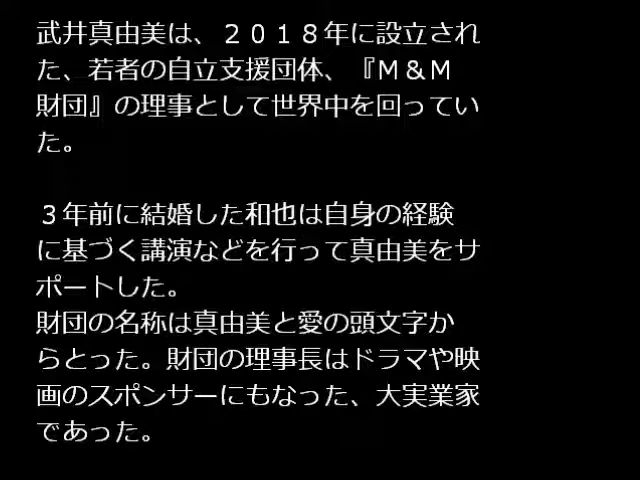 武井真由美は、２０１８年に設立され
た、若者の自立支援団体、『Ｍ＆Ｍ
財団』の理事として世界中を回ってい
た。
３年前に結婚した和也は自身の経験
に基づく講演などを行って真由美をサ
ポートした。
財団の名称は真由美と愛の頭文字か
らとった。財団の理事長はドラマや映
画のスポンサーにもなった、大実業家
であった。